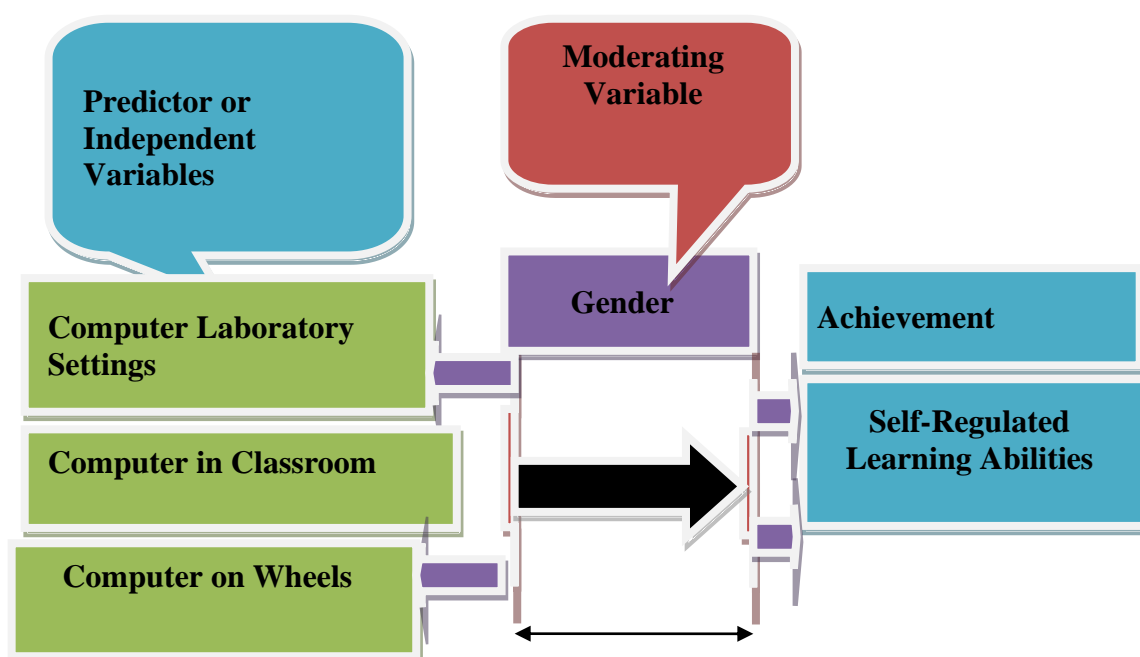 Predictor or
Independent
Variables
Moderating
Variable
Computer Laboratory
Settings
Computer in Classroom
Computer on Wheels
Gender
Achievement
Self-Regulated
Learning Abilities